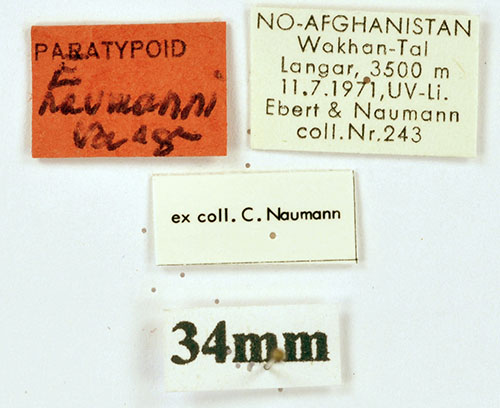 PARATYPOID
E
naumanni
NO-AFGHANISTAN
Wakhan-Tal
Langar, 3500 m
11.7.1971,UV-Li.
Ebert & Naumann
coll.Nr.243
ex coll. C. Naumann
34mm